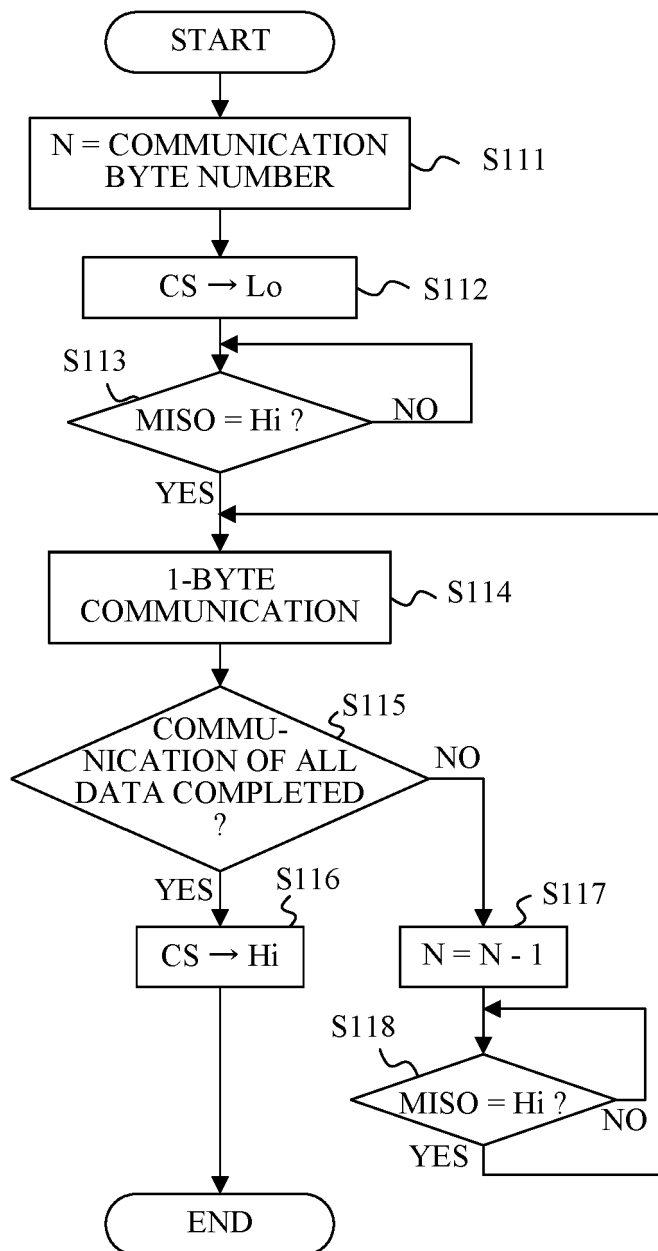 START
N = COMMUNICATION
BYTE NUMBER
S111
CS → Lo
S112
S113
MISO = Hi ?
NO
YES
1-BYTE
COMMUNICATION
S114
S115
COMMU-
NICATION OF ALL
DATA COMPLETED
?
NO
YES
S116
CS → Hi
S117
N = N - 1
S118
MISO = Hi ?
NO
YES
END